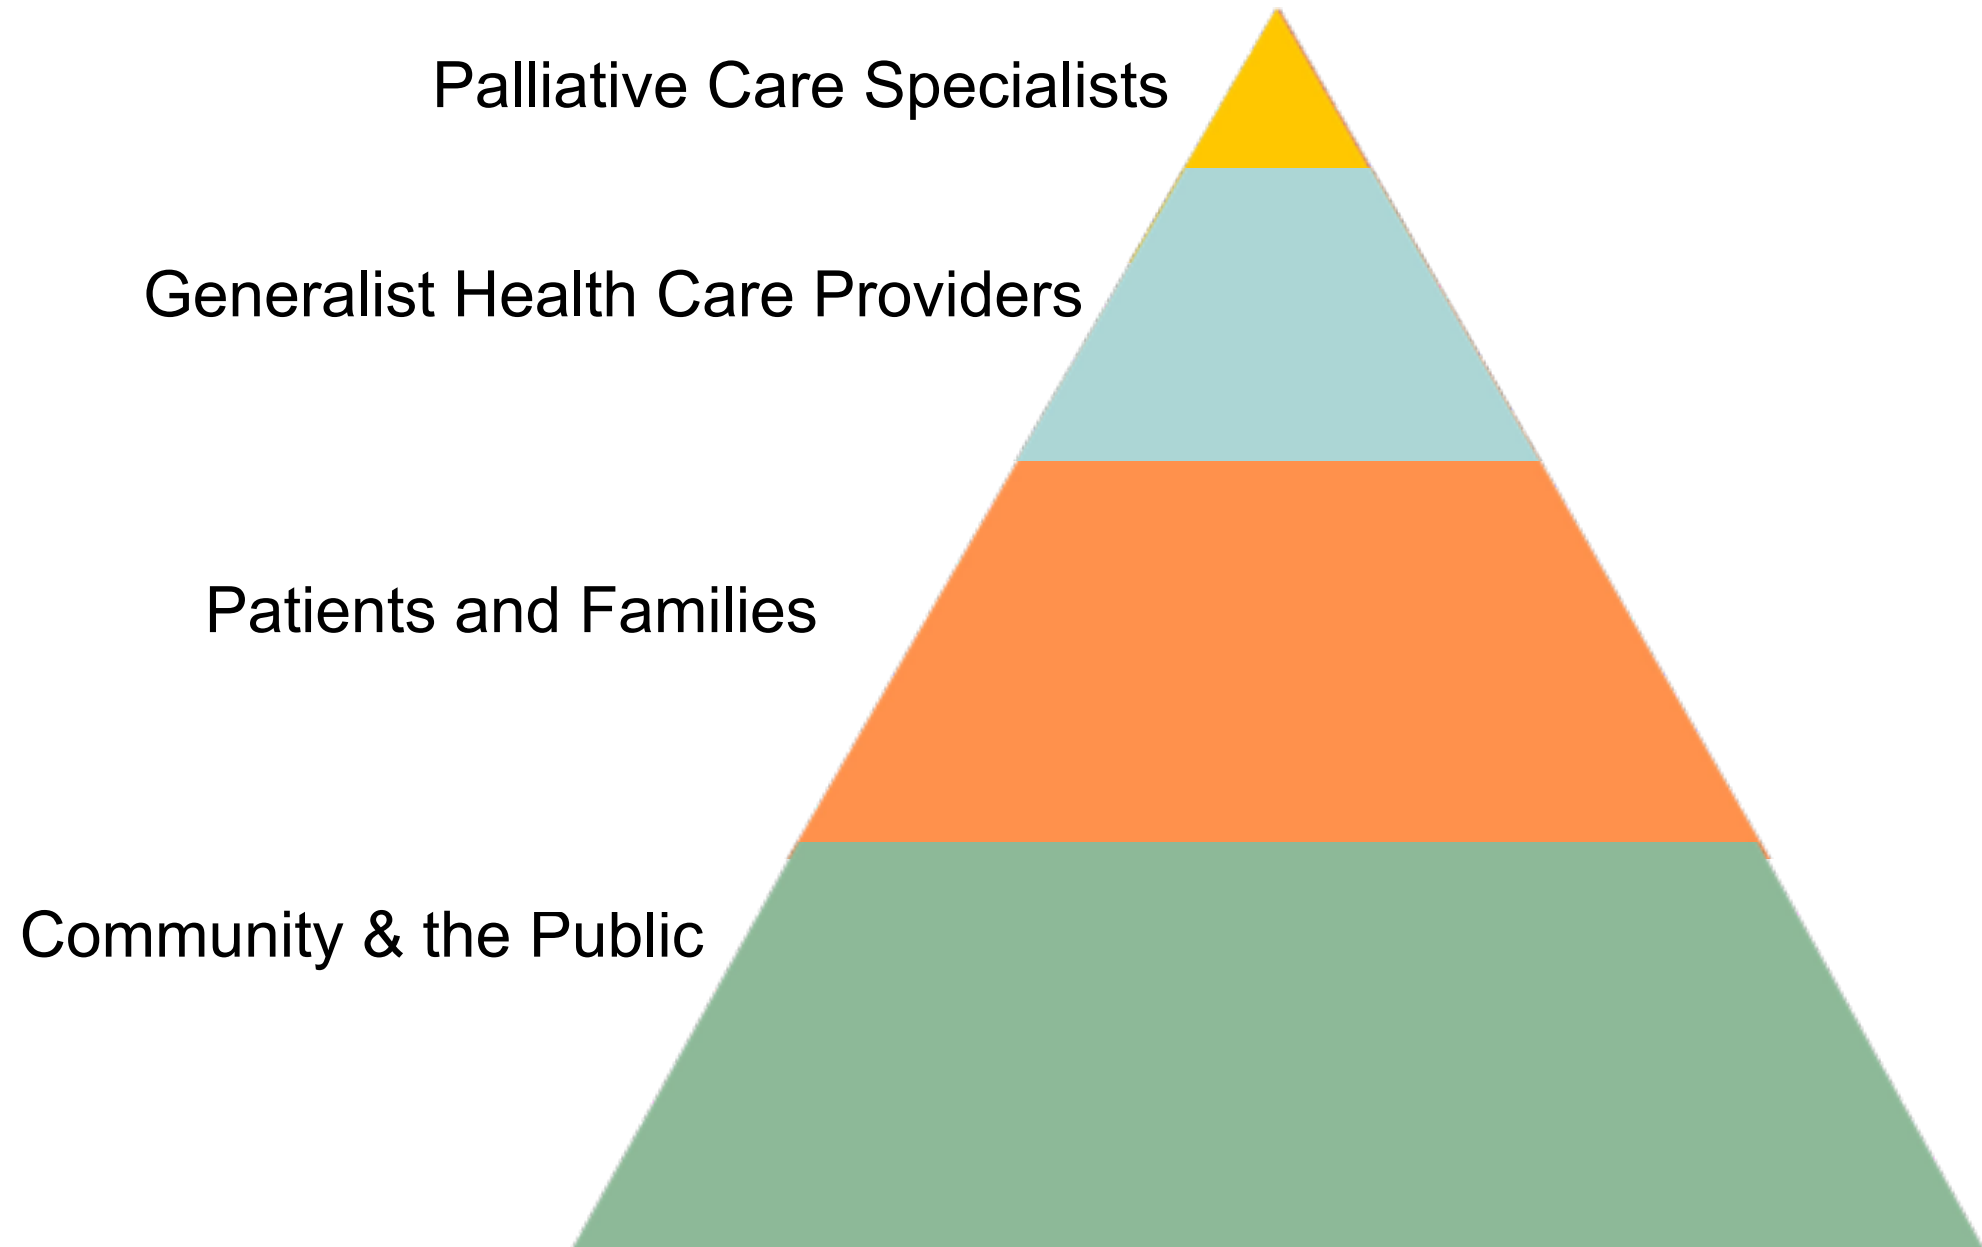 Palliative Care Specialists
Generalist Health Care Providers
Patients and Families
Community & the Public